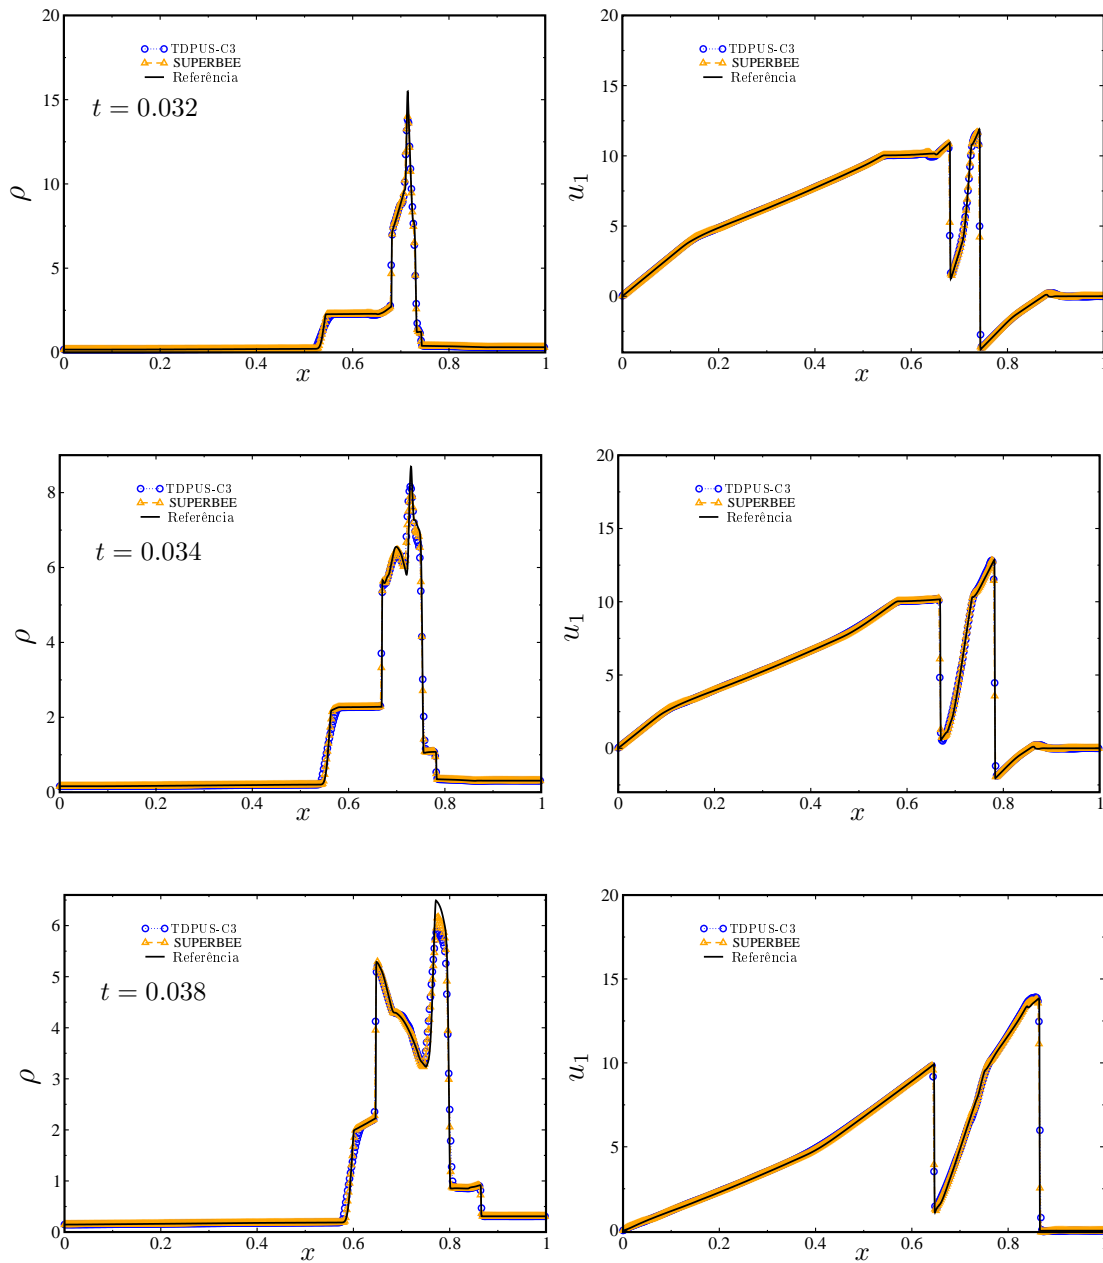 20
15
10
5
0
ρ
TDPUS-C3
SUPERBEE
Referência
t = 0.032
0 0.2 0.4 0.6 0.8 1
x
20
15
10
5
0
u1
TDPUS-C3
SUPERBEE
Referência
0 0.2 0.4 0.6 0.8 1
x
8
6
4
2
0
ρ
TDPUS-C3
SUPERBEE
Referência
t = 0.034
0 0.2 0.4 0.6 0.8 1
x
20
15
10
5
0
u1
TDPUS-C3
SUPERBEE
Referência
0 0.2 0.4 0.6 0.8 1
x
6
5
4
3
2
1
0
ρ
TDPUS-C3
SUPERBEE
Referência
t = 0.038
0 0.2 0.4 0.6 0.8 1
x
20
15
10
5
0
u1
TDPUS-C3
SUPERBEE
Referência
0 0.2 0.4 0.6 0.8 1
x